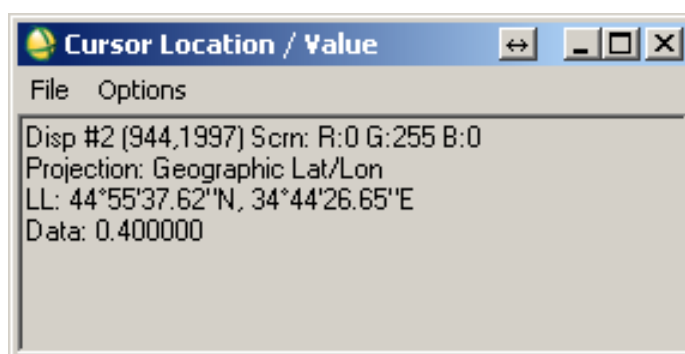 Cursor Location / Value
File Options
Disp #2 (944,1997) Scrn: R:0 G:255 B:0
Projection: Geographic Lat/Lon
LL: 44°55'37.62"N, 34°44'26.65"E
Data: 0.400000